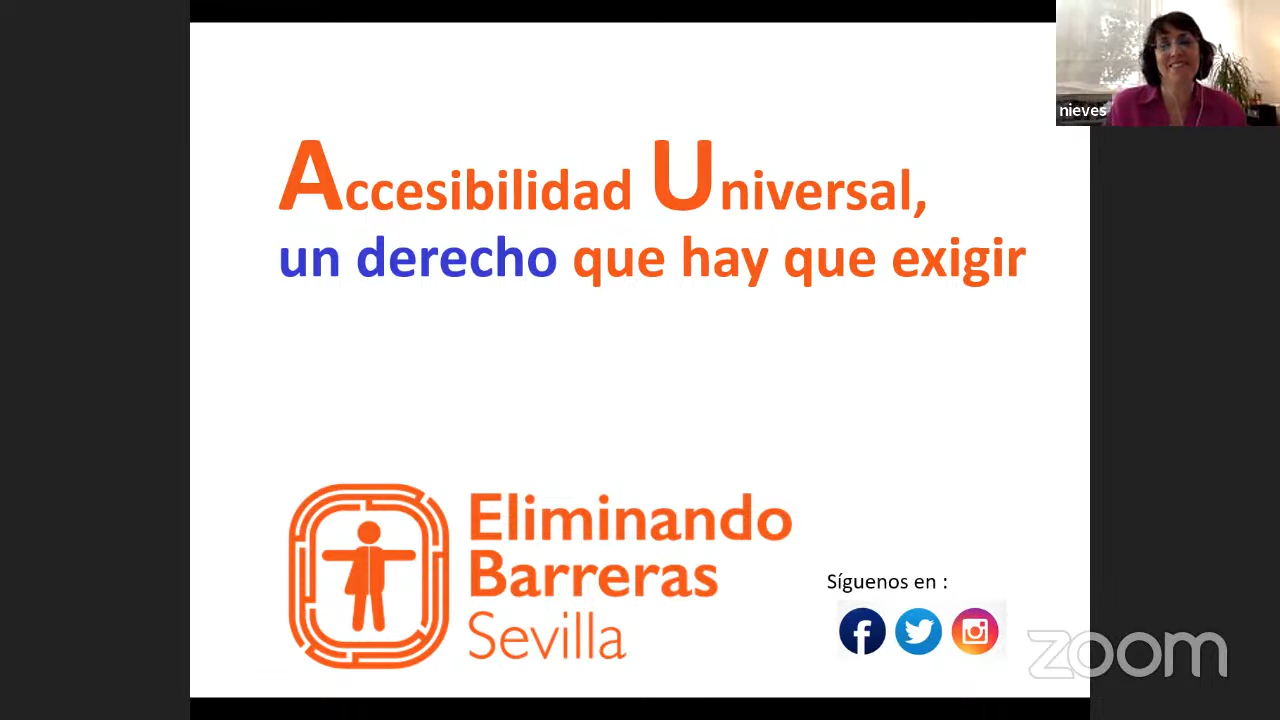 nieves
Accesibilidad Universal,
un derecho que hay que exigir
Eliminando
Barreras
Sevilla
Síguenos en :
zoom